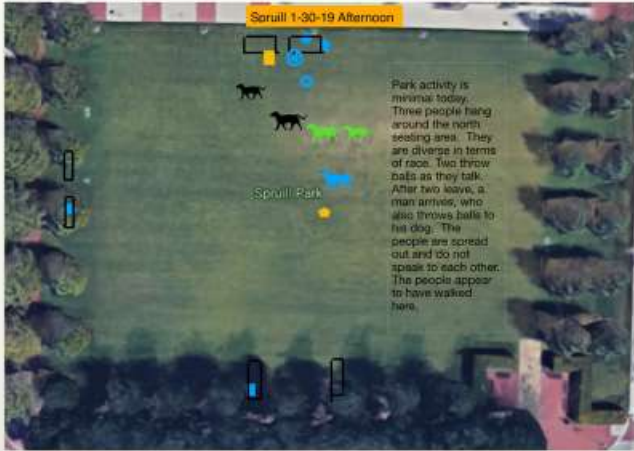 Spruill 1-30-19 Afternoon
Park activity is
minimal today.
Three people hang
around the north
seating area. They
are diverse in terms
of race. Two throw
balls as they talk.
After two leave, a
man arrives, who
also throws balls to
his dog. The
people are spread
out and do not
speak to each other.
The people appear
to have walked
here.
Spruill Park